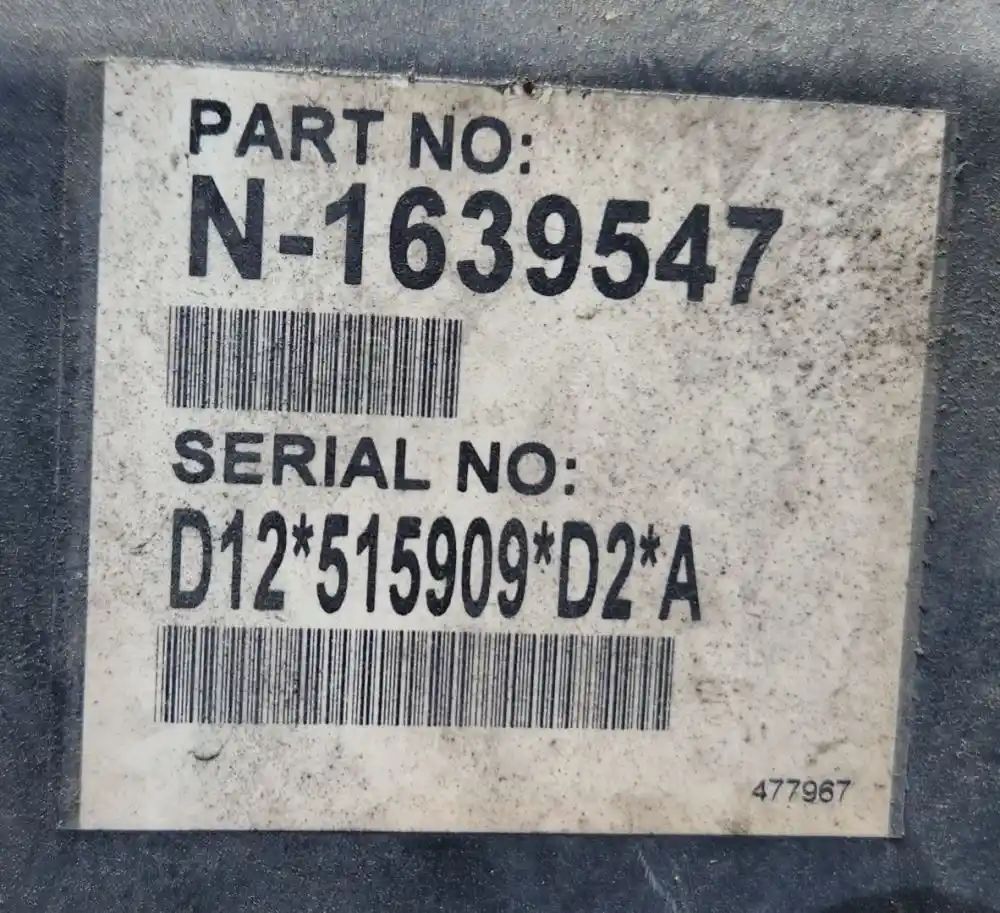 PART NO:
N-1639547
SERIAL NO:
D12*515909*D2*A
477967